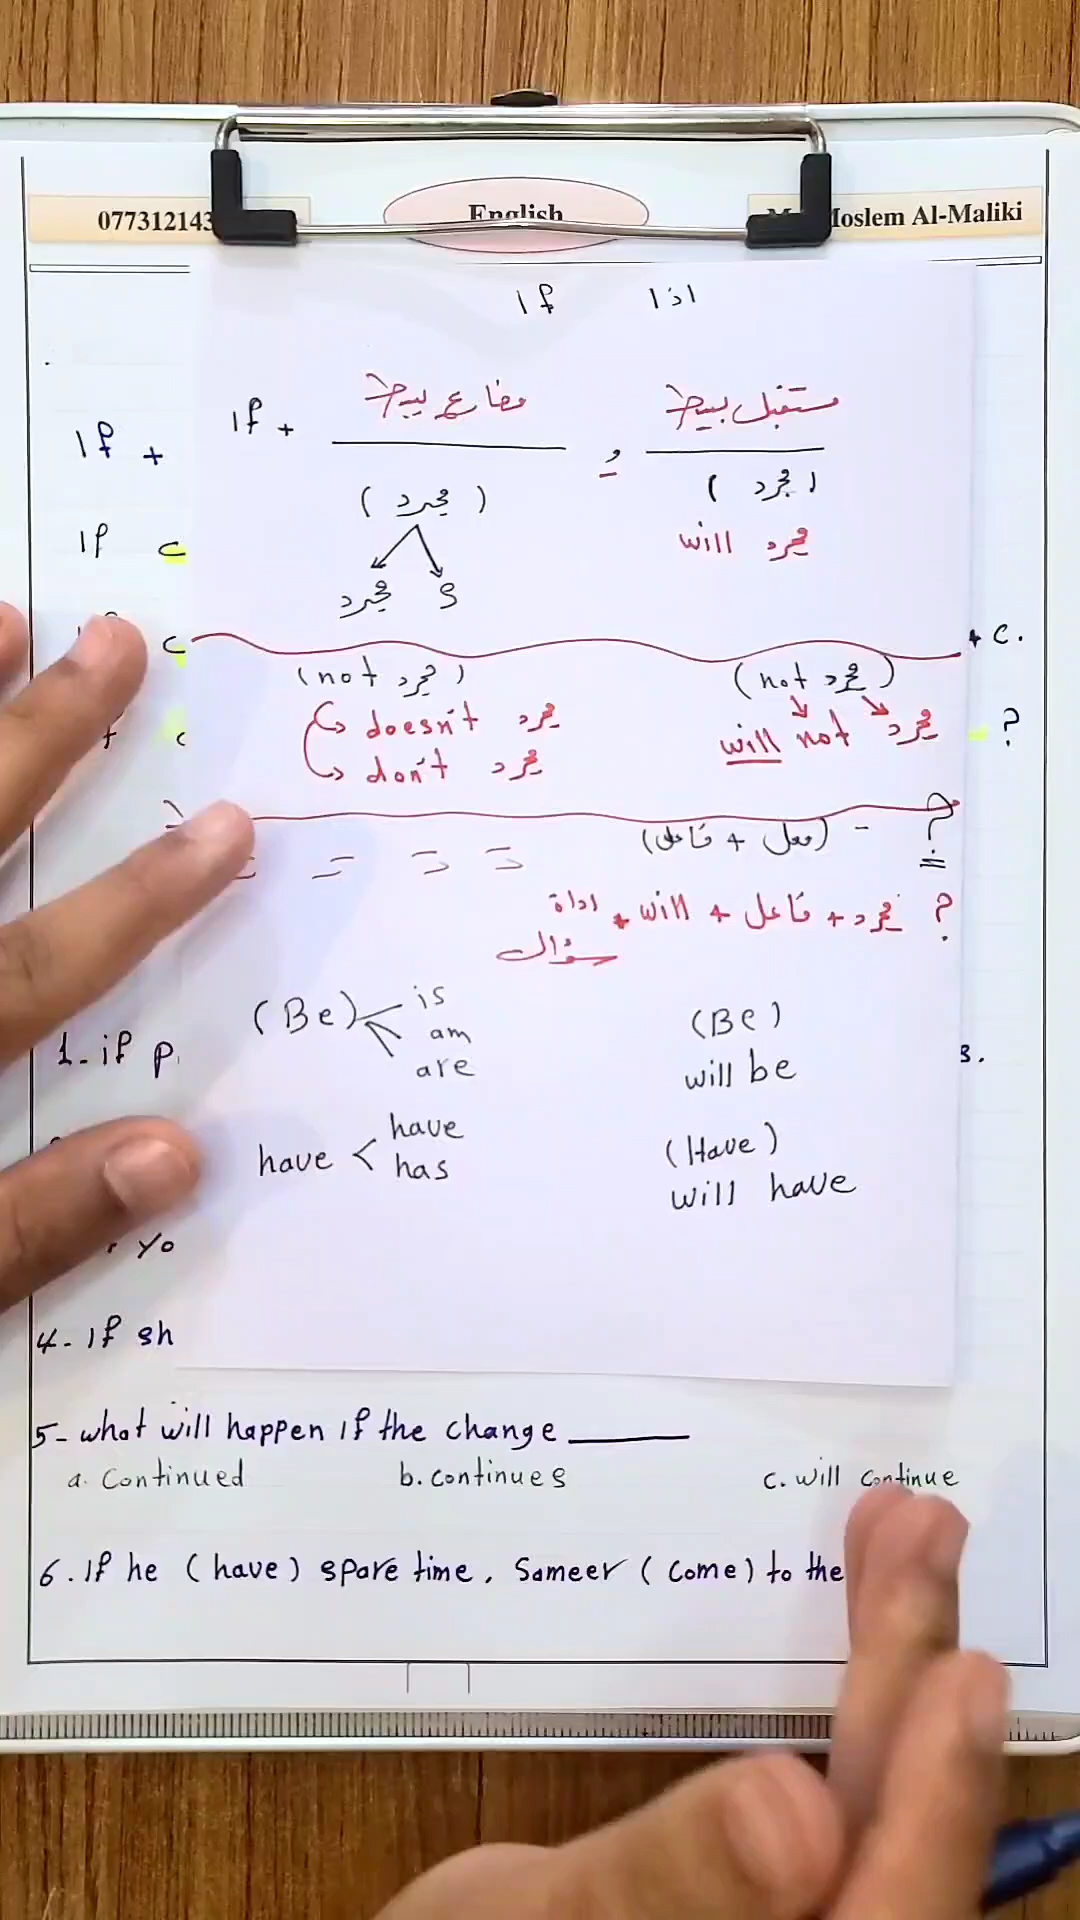 077312143
English
Moslem Al-Maliki
If اذا
If +
If + مضارع بسيط , مستقبل بسيط
(مجرد) (مجرد)
If c
will مجرد
مجرد S
c + c.
(not مجرد) (not مجرد)
doesn't مجرد
will not مجرد
c ?
don't مجرد
= = = = (فعل + فاعل) - ?
اداة سؤال + will + فاعل + مجرد ?
(Be) is
am
are
(Be)
will be
1- if p B.
have < have
has
(Have)
will have
yo
4- If sh
5- what will happen if the change ______
a. Continued b. continues c. will continue
6. If he (have) spare time, Sameer (Come) to the